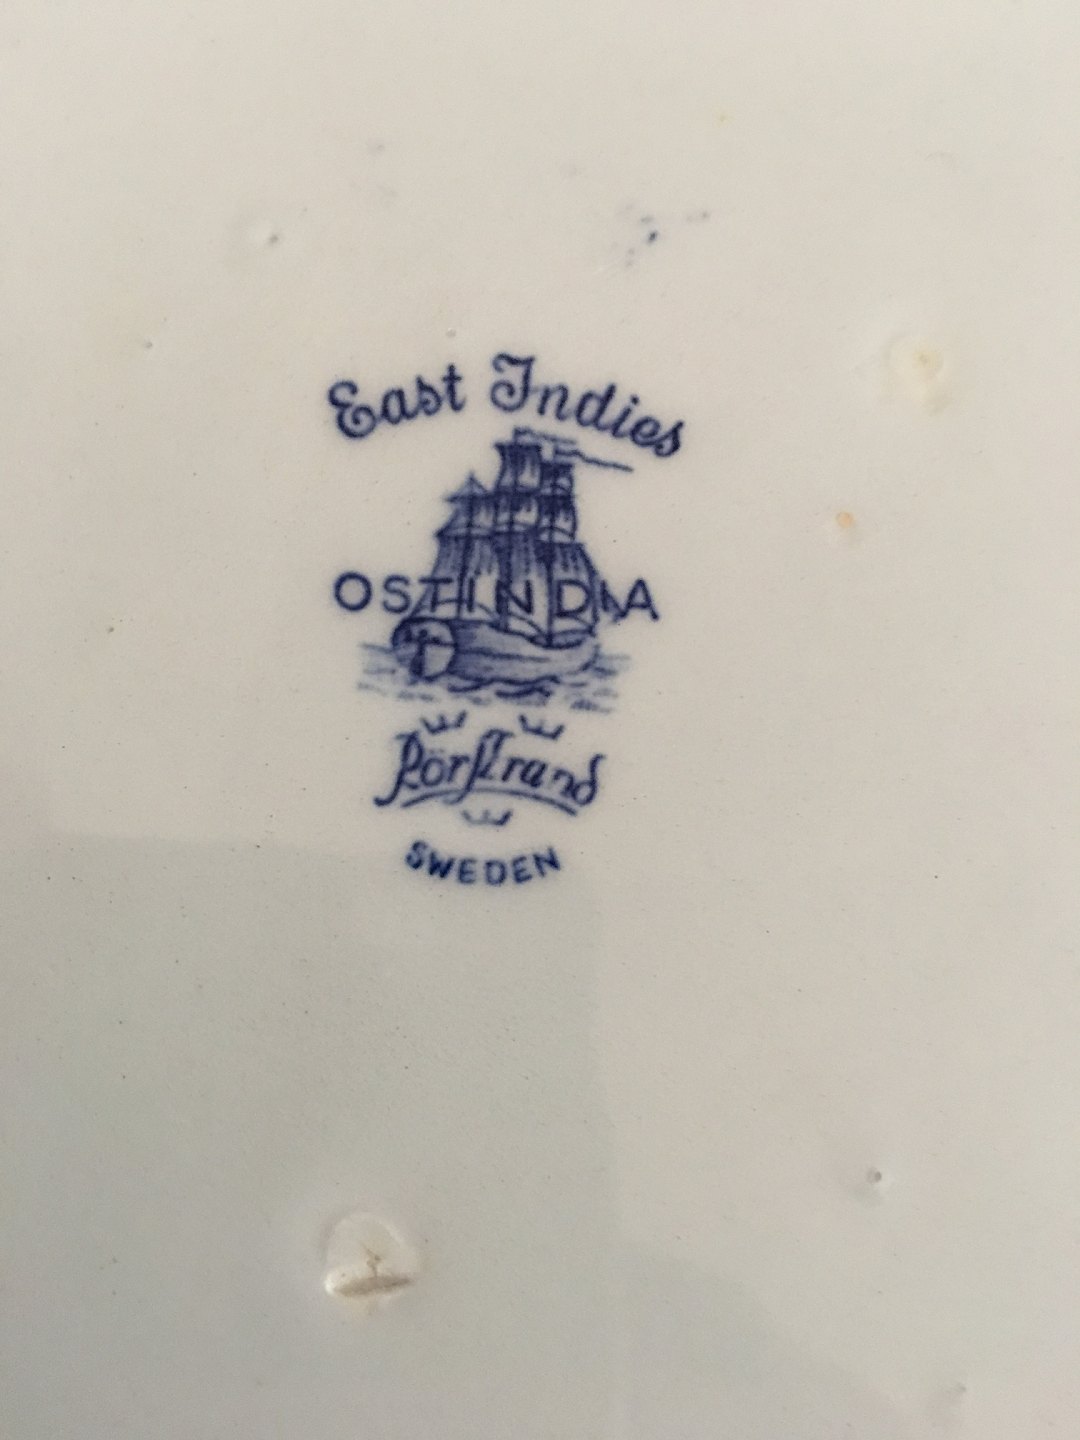 East Indies
OSTINDIA
Rörstrand
SWEDEN